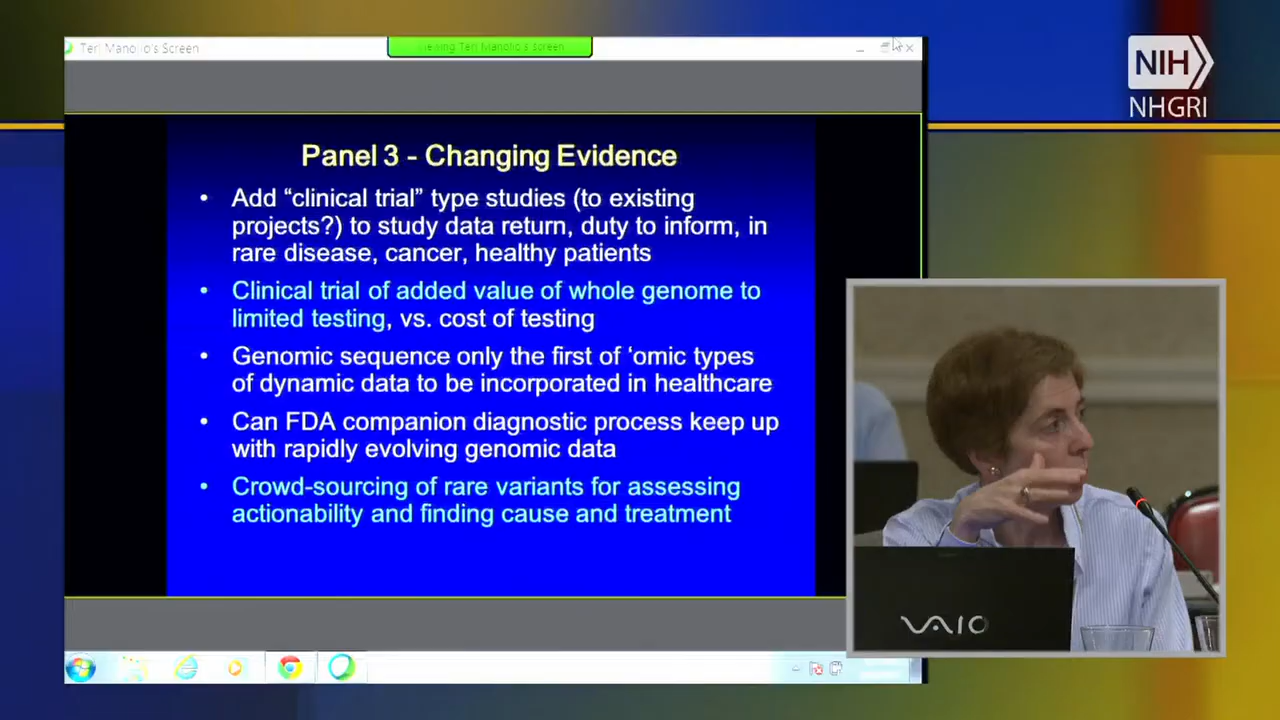 Teri Manolio's Screen
Viewing Teri Manolio's screen
NIH
NHGRI
Panel 3 - Changing Evidence
• Add “clinical trial” type studies (to existing
projects?) to study data return, duty to inform, in
rare disease, cancer, healthy patients
• Clinical trial of added value of whole genome to
limited testing, vs. cost of testing
• Genomic sequence only the first of ‘omic types
of dynamic data to be incorporated in healthcare
• Can FDA companion diagnostic process keep up
with rapidly evolving genomic data
• Crowd-sourcing of rare variants for assessing
actionability and finding cause and treatment
VAIO